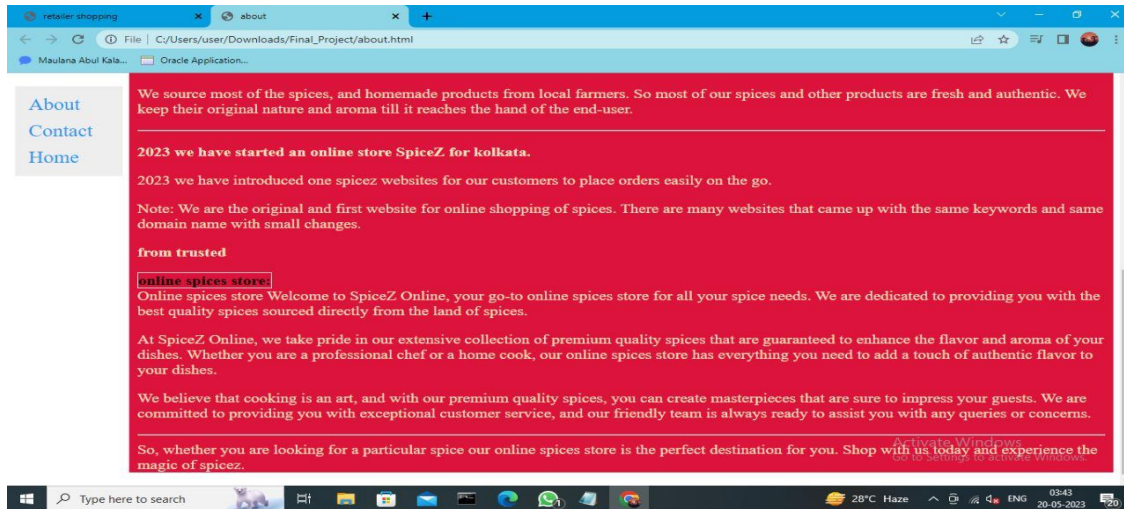 retailer shopping
about
File | C:/Users/user/Downloads/Final_Project/about.html
Maulana Abul Kala...
Oracle Application...
About
Contact
Home
We source most of the spices, and homemade products from local farmers. So most of our spices and other products are fresh and authentic. We
keep their original nature and aroma till it reaches the hand of the end-user.
2023 we have started an online store SpiceZ for kolkata.
2023 we have introduced one spicez websites for our customers to place orders easily on the go.
Note: We are the original and first website for online shopping of spices. There are many websites that came up with the same keywords and same
domain name with small changes.
from trusted
online spices store:
Online spices store Welcome to SpiceZ Online, your go-to online spices store for all your spice needs. We are dedicated to providing you with the
best quality spices sourced directly from the land of spices.
At SpiceZ Online, we take pride in our extensive collection of premium quality spices that are guaranteed to enhance the flavor and aroma of your
dishes. Whether you are a professional chef or a home cook, our online spices store has everything you need to add a touch of authentic flavor to
your dishes.
We believe that cooking is an art, and with our premium quality spices, you can create masterpieces that are sure to impress your guests. We are
committed to providing you with exceptional customer service, and our friendly team is always ready to assist you with any queries or concerns.
So, whether you are looking for a particular spice our online spices store is the perfect destination for you. Shop with us today and experience the
magic of spicez.
Activate Windows
Go to Settings to activate Windows.
Type here to search
28°C Haze
ENG
03:43
20-05-2023
20